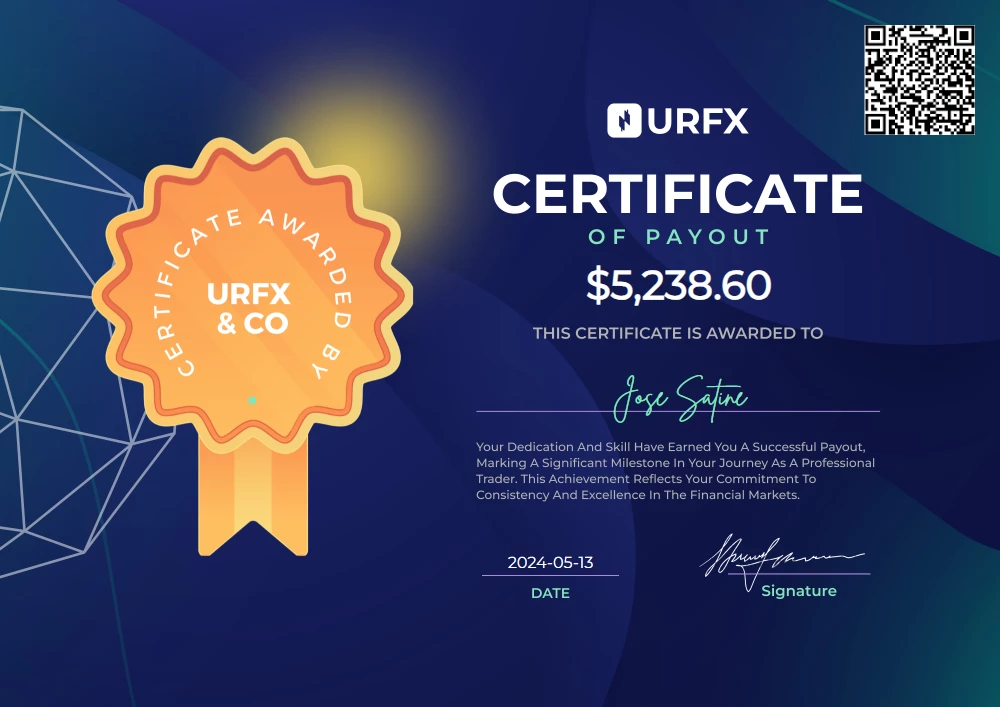 URFX
CERTIFICATE
OF PAYOUT
$5,238.60
THIS CERTIFICATE IS AWARDED TO
Jose Satine
Your Dedication And Skill Have Earned You A Successful Payout,
Marking A Significant Milestone In Your Journey As A Professional
Trader. This Achievement Reflects Your Commitment To
Consistency And Excellence In The Financial Markets.
2024-05-13
DATE
Signature
CERTIFICATE AWARDED BY
URFX
& CO